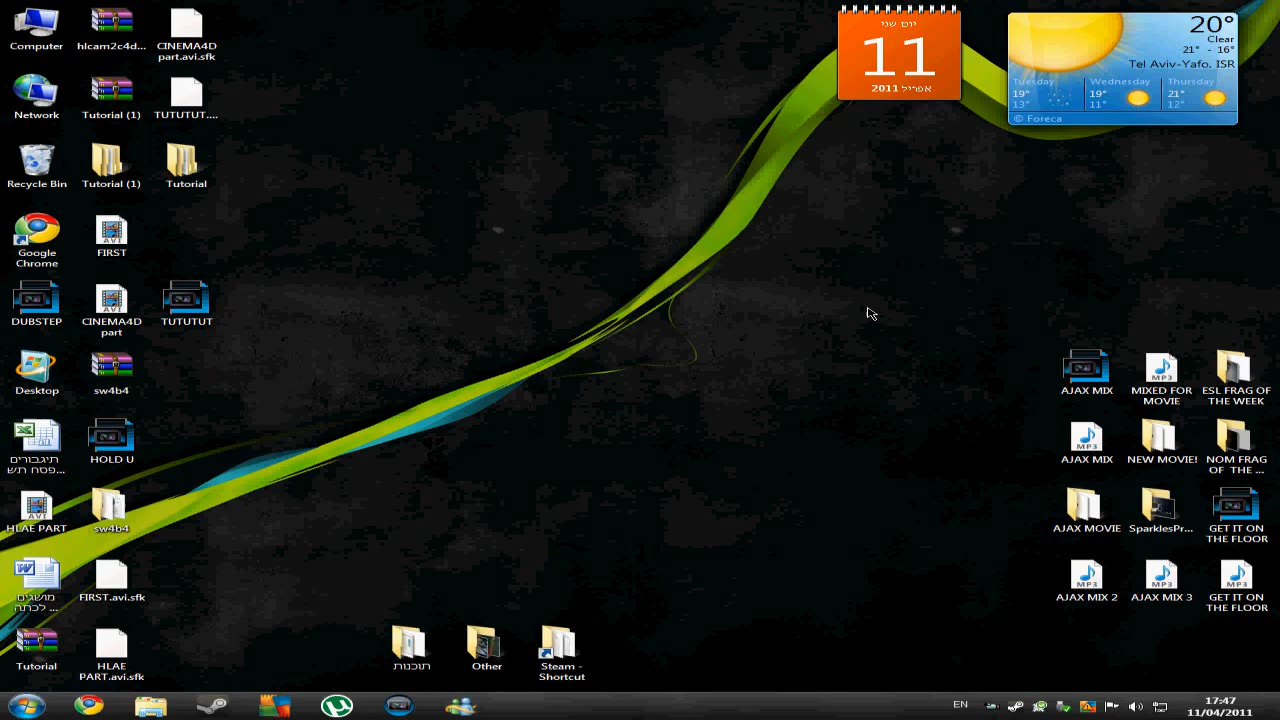 Computer
hlcam2c4d...
CINEMA4D
part.avi.sfk
Network
Tutorial (1)
TUTUTUT....
Recycle Bin
Tutorial (1)
Tutorial
Google
Chrome
FIRST
DUBSTEP
CINEMA4D
part
TUTUTUT
Desktop
sw4b4
תיגבורים
פסח תש...
HOLD U
HLAE PART
sw4b4
מושגים
לכתה ...
FIRST.avi.sfk
Tutorial
HLAE
PART.avi.sfk
תוכנות
Other
Steam -
Shortcut
יום שני
11
אפריל 2011
20°
Clear
21° - 16°
Tel Aviv-Yafo, ISR
Tuesday
19°
13°
Wednesday
19°
11°
Thursday
21°
12°
© Foreca
AJAX MIX
MIXED FOR
MOVIE
ESL FRAG OF
THE WEEK
AJAX MIX
NEW MOVIE!
NOM FRAG
OF THE ...
AJAX MOVIE
SparklesPr...
GET IT ON
THE FLOOR
AJAX MIX 2
AJAX MIX 3
GET IT ON
THE FLOOR
EN
17:47
11/04/2011